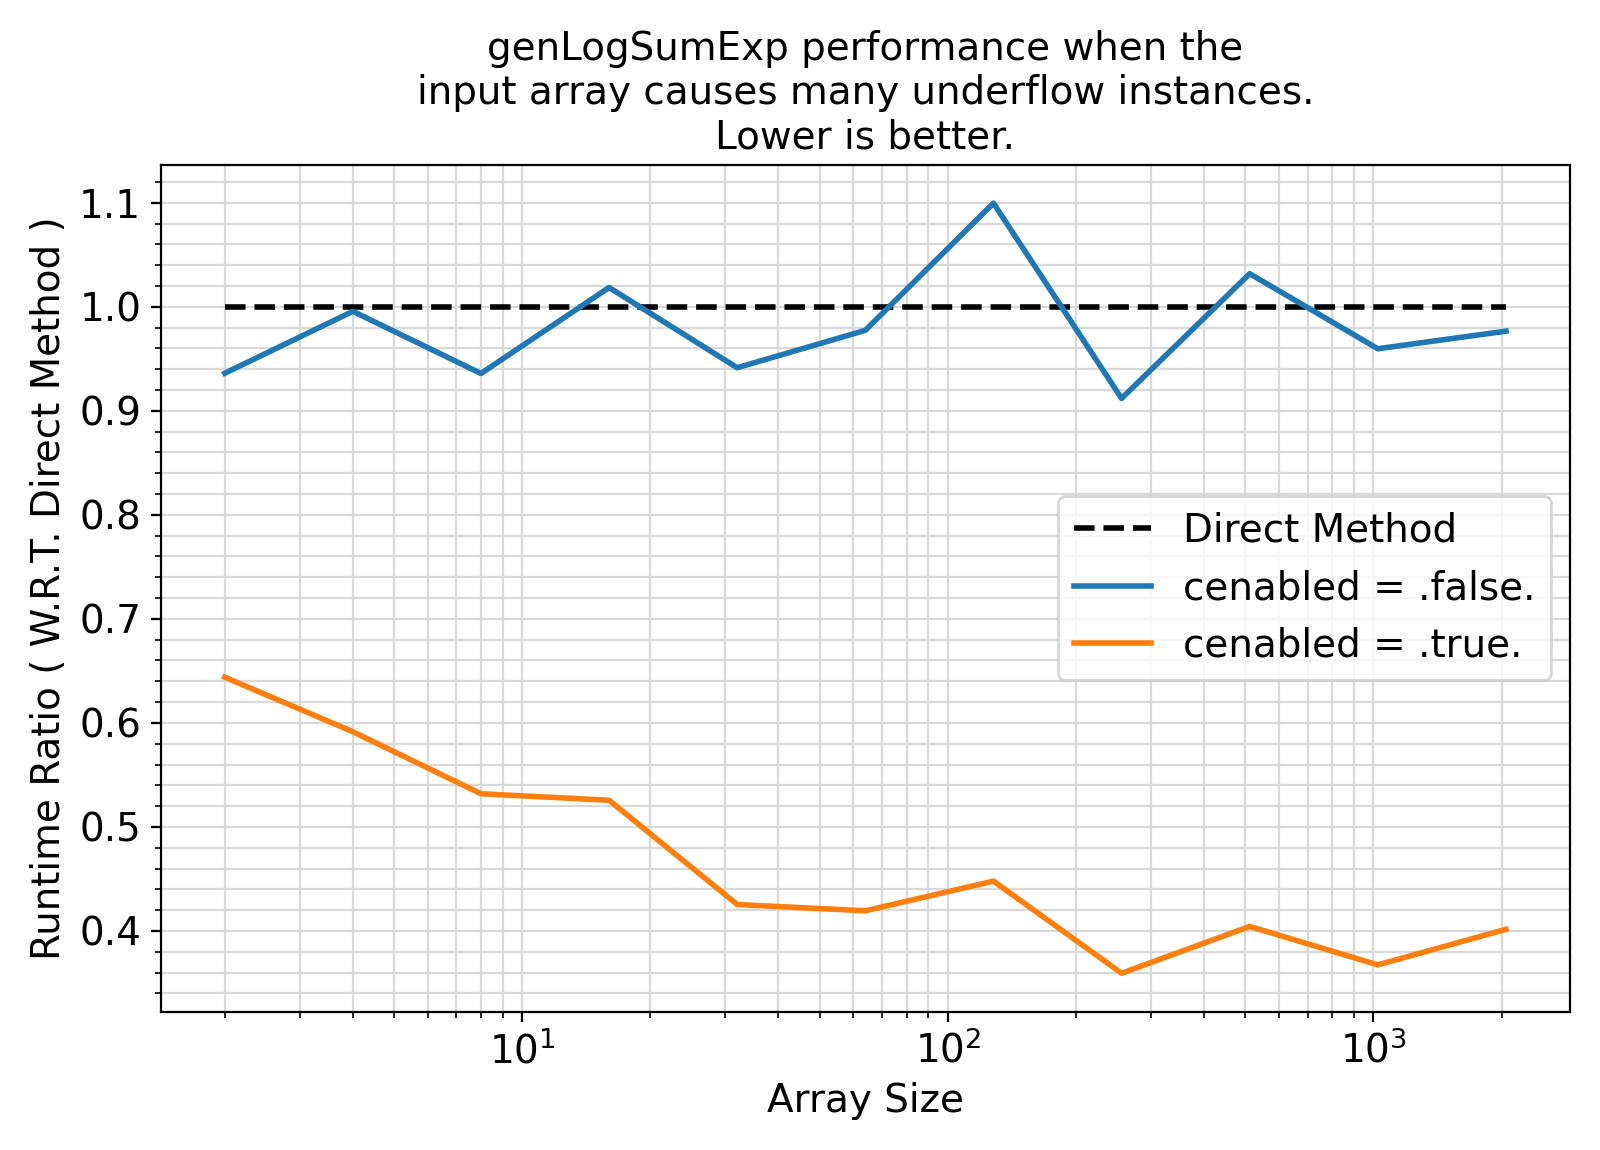 genLogSumExp performance when the
input array causes many underflow instances.
Lower is better.
Runtime Ratio ( W.R.T. Direct Method )
1.1
1.0
0.9
0.8
0.7
0.6
0.5
0.4
Direct Method
cenabled = .false.
cenabled = .true.
10¹ 10² 10³
Array Size